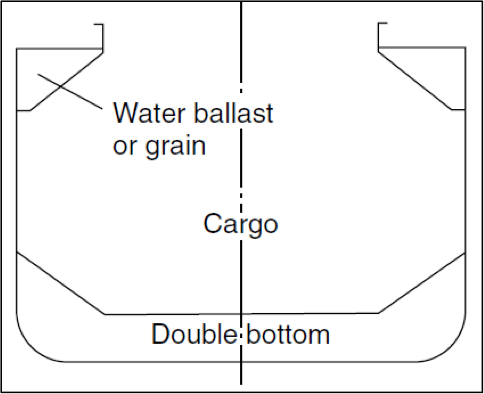 Water ballast
or grain
Cargo
Double bottom